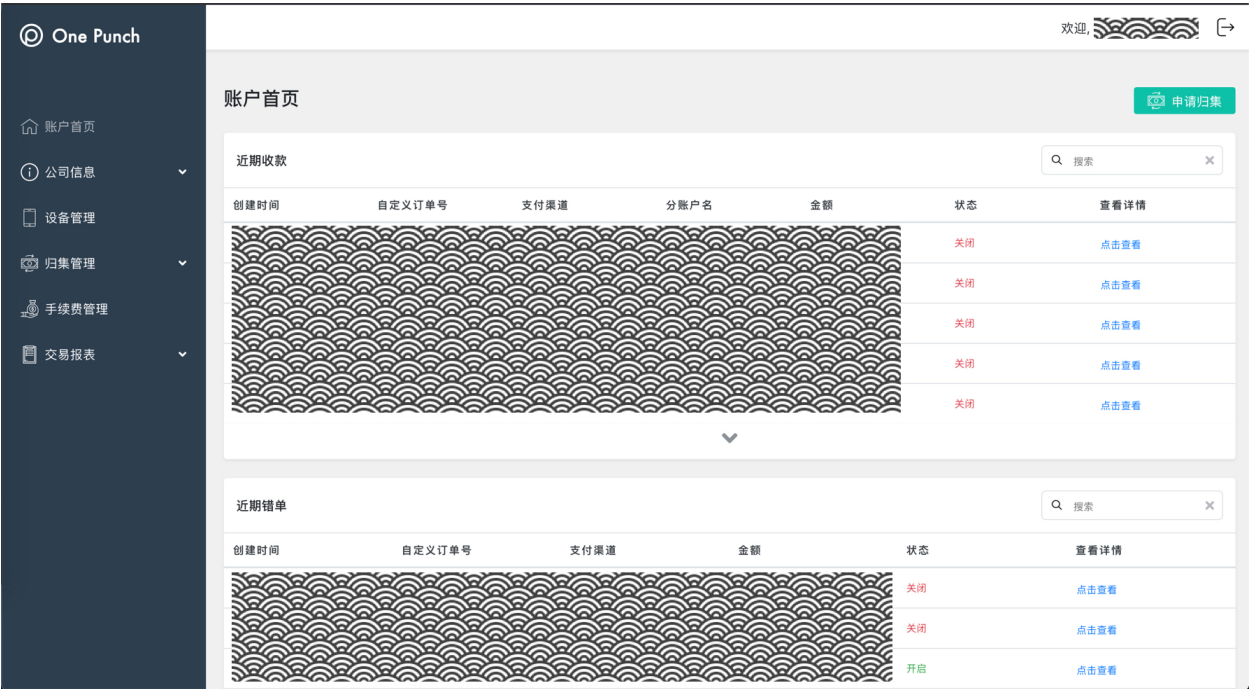 One Punch
欢迎,
账户首页
公司信息
设备管理
归集管理
手续费管理
交易报表
账户首页
申请归集
近期收款
搜索
创建时间 自定义订单号 支付渠道 分账户名 金额 状态 查看详情
关闭 点击查看
关闭 点击查看
关闭 点击查看
关闭 点击查看
关闭 点击查看
近期错单
搜索
创建时间 自定义订单号 支付渠道 金额 状态 查看详情
关闭 点击查看
关闭 点击查看
开启 点击查看